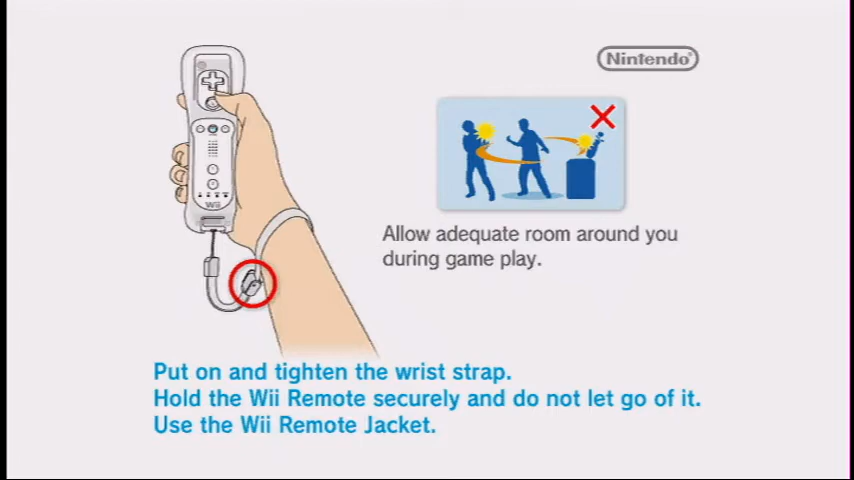 Nintendo®
Wii
Allow adequate room around you
during game play.
Put on and tighten the wrist strap.
Hold the Wii Remote securely and do not let go of it.
Use the Wii Remote Jacket.